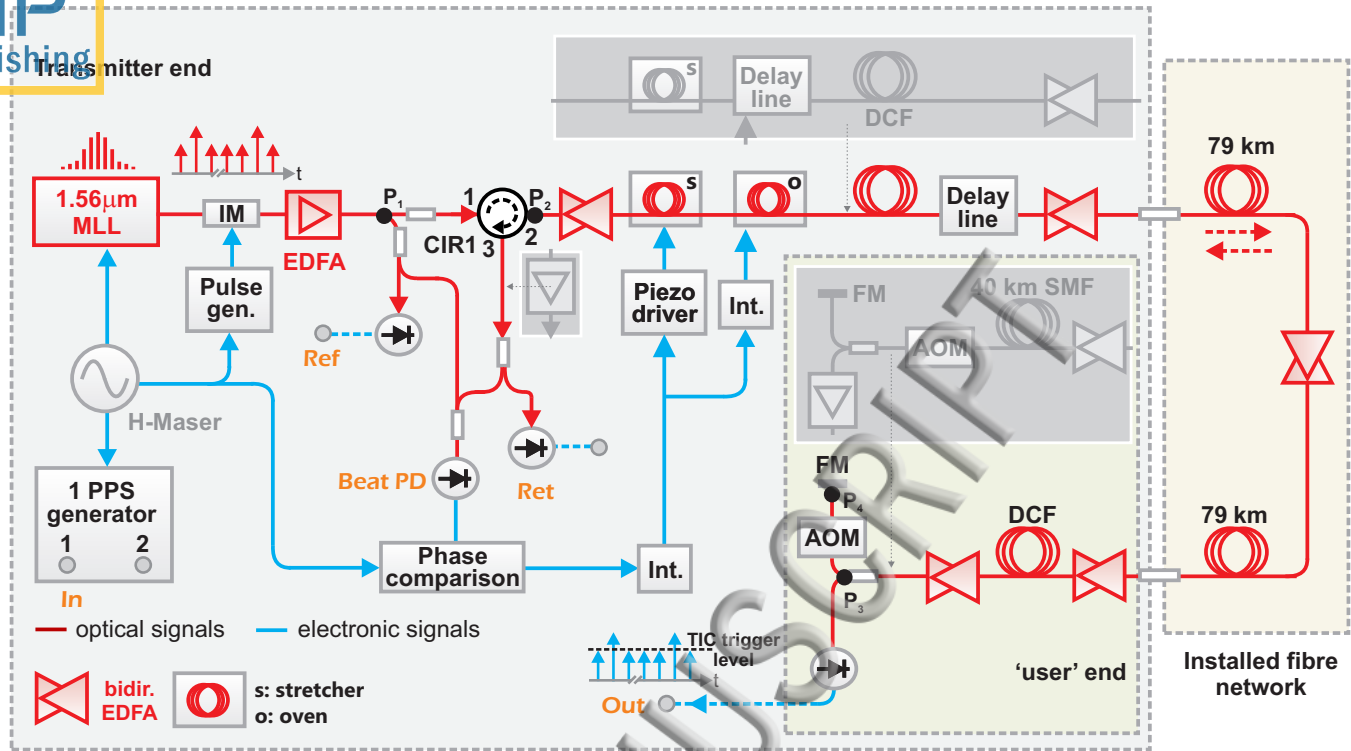 IP
ishing
Transmitter end
s
Delay
line
DCF
t
1.56μm
MLL
IM
EDFA
P1
1
CIR1
3
P2
2
s
o
Delay
line
79 km
Pulse
gen.
Ref
Piezo
driver
Int.
FM
40 km SMF
AOM
H-Maser
Beat PD
Ret
1 PPS
generator
1
2
In
Phase
comparison
Int.
FM
P4
AOM
P3
DCF
79 km
optical signals
electronic signals
TIC trigger
level
t
Out
'user' end
Installed fibre
network
bidir.
EDFA
s: stretcher
o: oven
USCRIPT